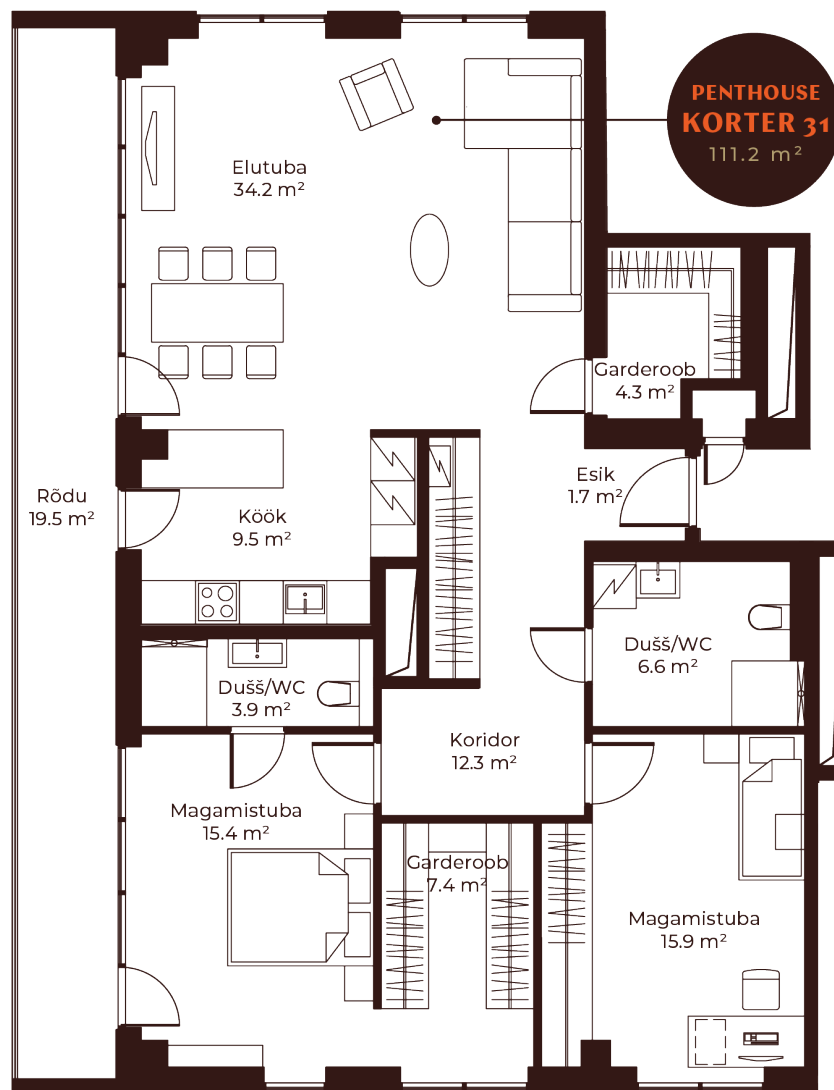 PENTHOUSE
KORTER 31
111.2 m²
Elutuba
34.2 m²
Garderoob
4.3 m²
Esik
1.7 m²
Rõdu
19.5 m²
Köök
9.5 m²
Dušš/WC
6.6 m²
Dušš/WC
3.9 m²
Koridor
12.3 m²
Magamistuba
15.4 m²
Garderoob
7.4 m²
Magamistuba
15.9 m²